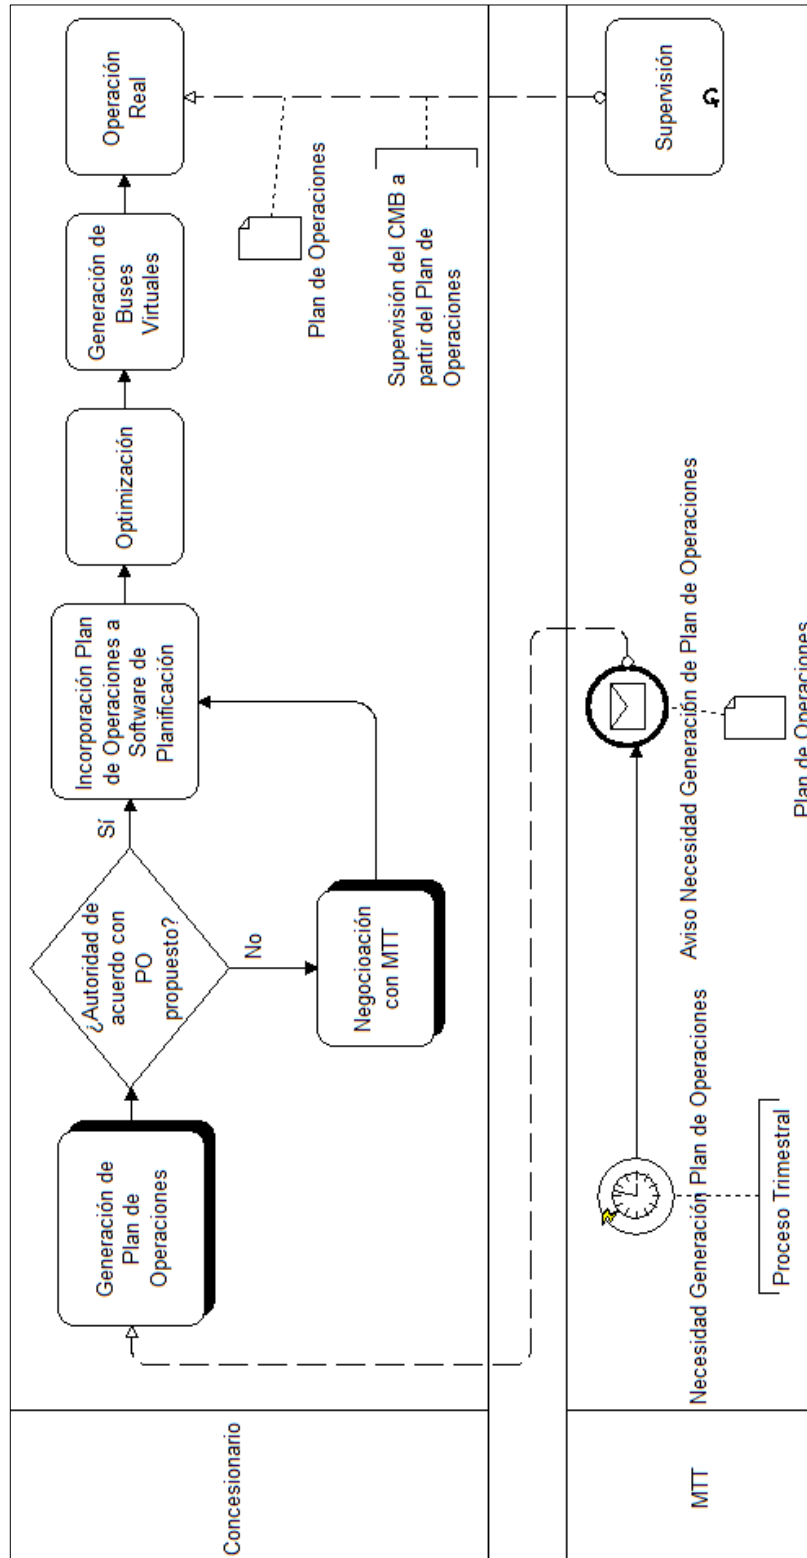 Concesionario
Generación de
Plan de
Operaciones
¿Autoridad de
acuerdo con
PO
propuesto?
Sí
No
Negocioación
con MTT
Incorporación Plan
de Operaciones a
Software de
Planificación
Optimización
Generación de
Buses
Virtuales
Operación
Real
Plan de Operaciones
Supervisión del CMB a
partir del Plan de
Operaciones
MTT
Necesidad Generación Plan de Operaciones
Proceso Trimestral
Aviso Necesidad Generación de Plan de Operaciones
Plan de Operaciones
Supervisión